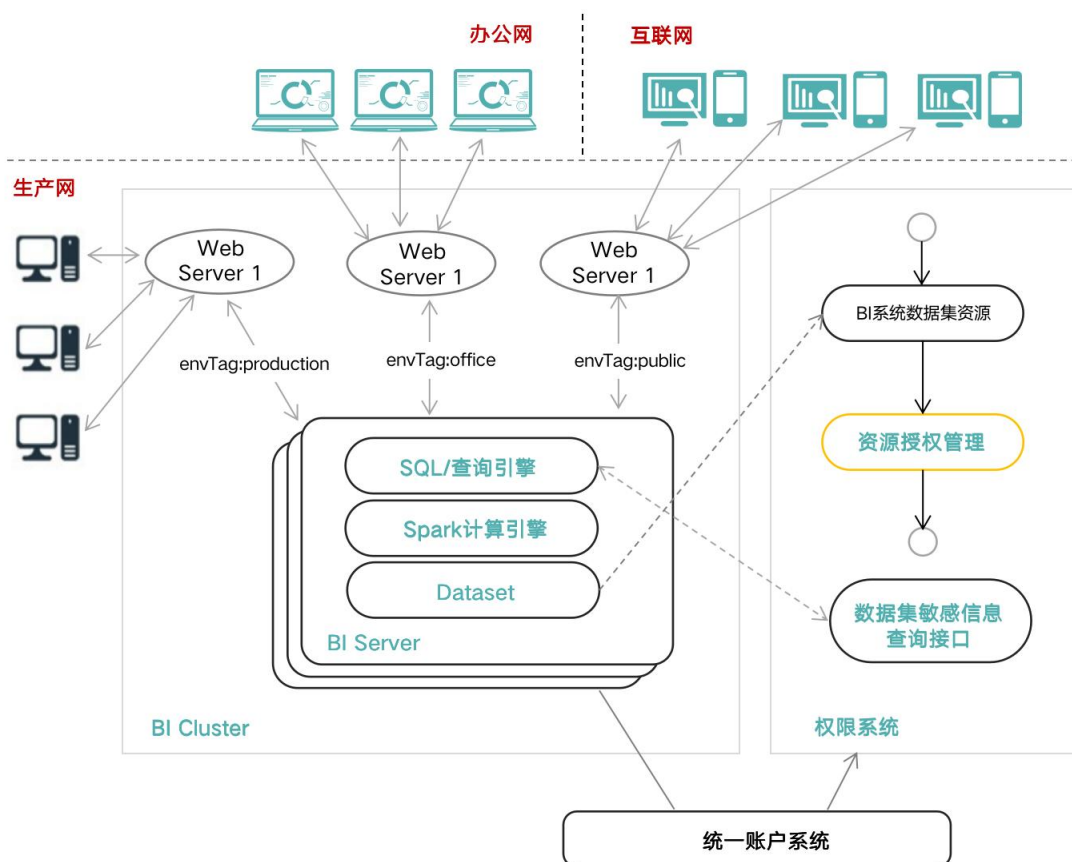 办公网
互联网
生产网
Web
Server 1
Web
Server 1
Web
Server 1
envTag:production
envTag:office
envTag:public
SQL/查询引擎
Spark计算引擎
Dataset
BI Server
BI Cluster
BI系统数据集资源
资源授权管理
数据集敏感信息
查询接口
权限系统
统一账户系统